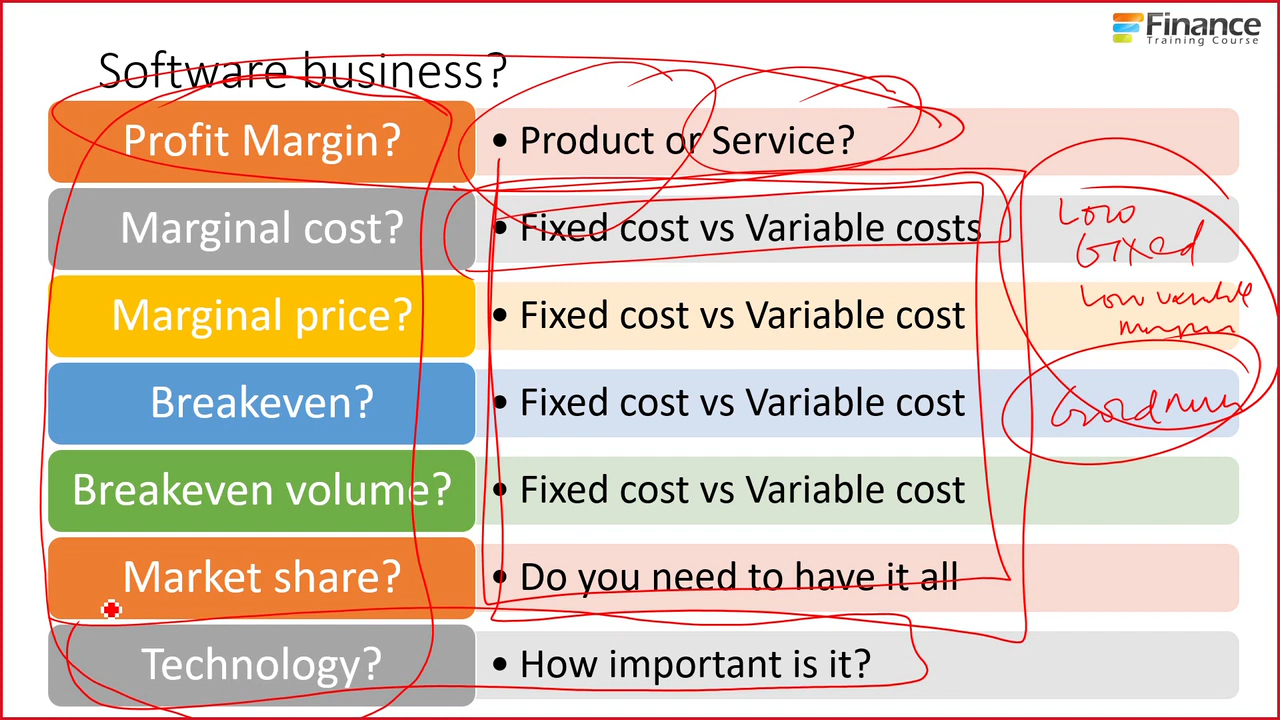 Finance
Training Course
Software business?
Profit Margin?
• Product or Service?
Marginal cost?
• Fixed cost vs Variable costs
Marginal price?
• Fixed cost vs Variable cost
Breakeven?
• Fixed cost vs Variable cost
Breakeven volume?
• Fixed cost vs Variable cost
Market share?
• Do you need to have it all
Technology?
• How important is it?
Low
Fixed
Low variable